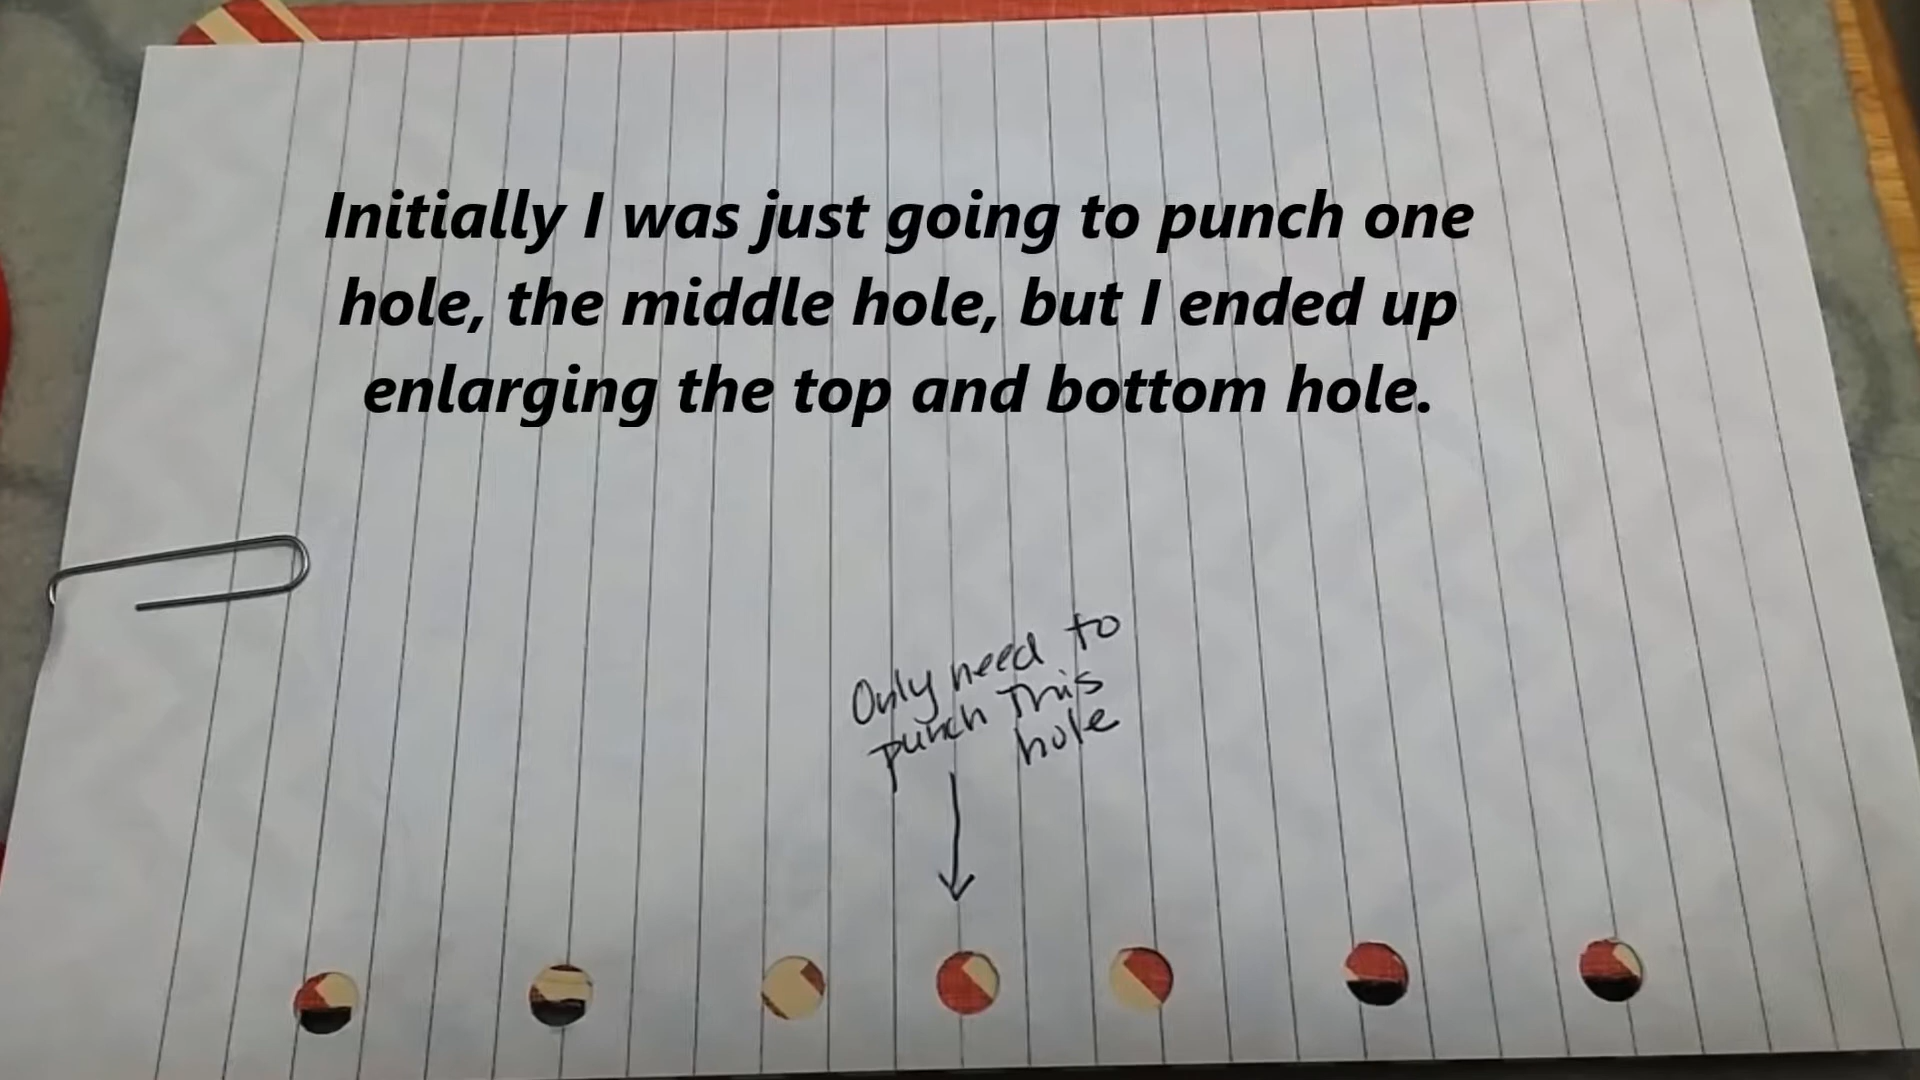 Initially I was just going to punch one
hole, the middle hole, but I ended up
enlarging the top and bottom hole.
Only need to
punch This
hole